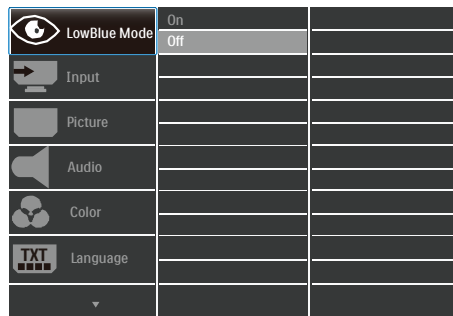 LowBlue Mode
On
Off
Input
Picture
Audio
Color
TXT
Language